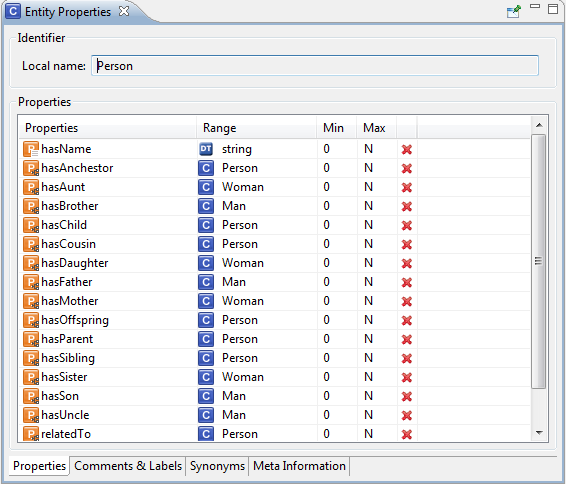 C Entity Properties
Identifier
Local name: Person
Properties
Properties Range Min Max
P hasName DT string 0 N
P hasAnchestor C Person 0 N
P hasAunt C Woman 0 N
P hasBrother C Man 0 N
P hasChild C Person 0 N
P hasCousin C Person 0 N
P hasDaughter C Woman 0 N
P hasFather C Man 0 N
P hasMother C Woman 0 N
P hasOffspring C Person 0 N
P hasParent C Person 0 N
P hasSibling C Person 0 N
P hasSister C Woman 0 N
P hasSon C Man 0 N
P hasUncle C Man 0 N
P relatedTo C Person 0 N
Properties Comments & Labels Synonyms Meta Information